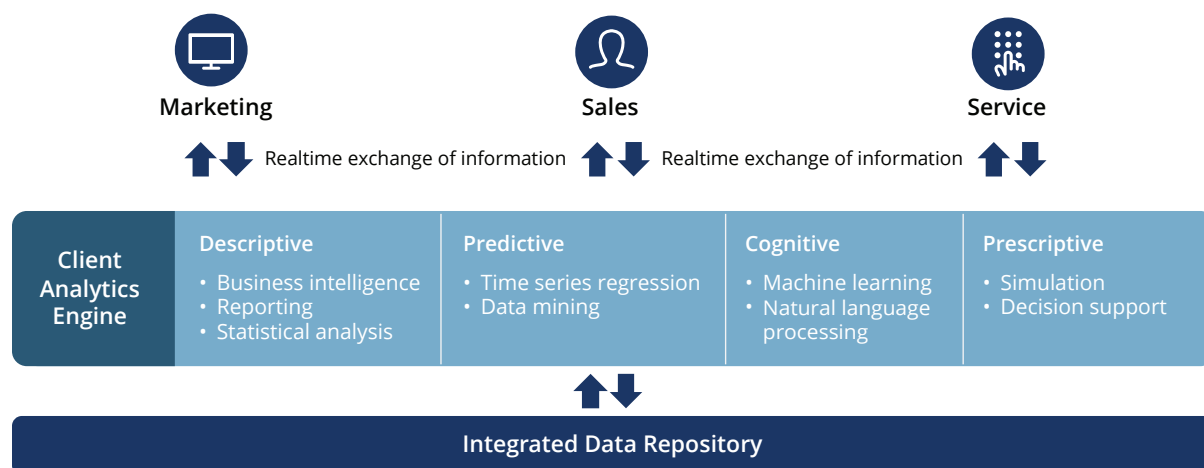 Marketing
Sales
Service
Realtime exchange of information
Realtime exchange of information
Client
Analytics
Engine
Descriptive
• Business intelligence
• Reporting
• Statistical analysis
Predictive
• Time series regression
• Data mining
Cognitive
• Machine learning
• Natural language
processing
Prescriptive
• Simulation
• Decision support
Integrated Data Repository